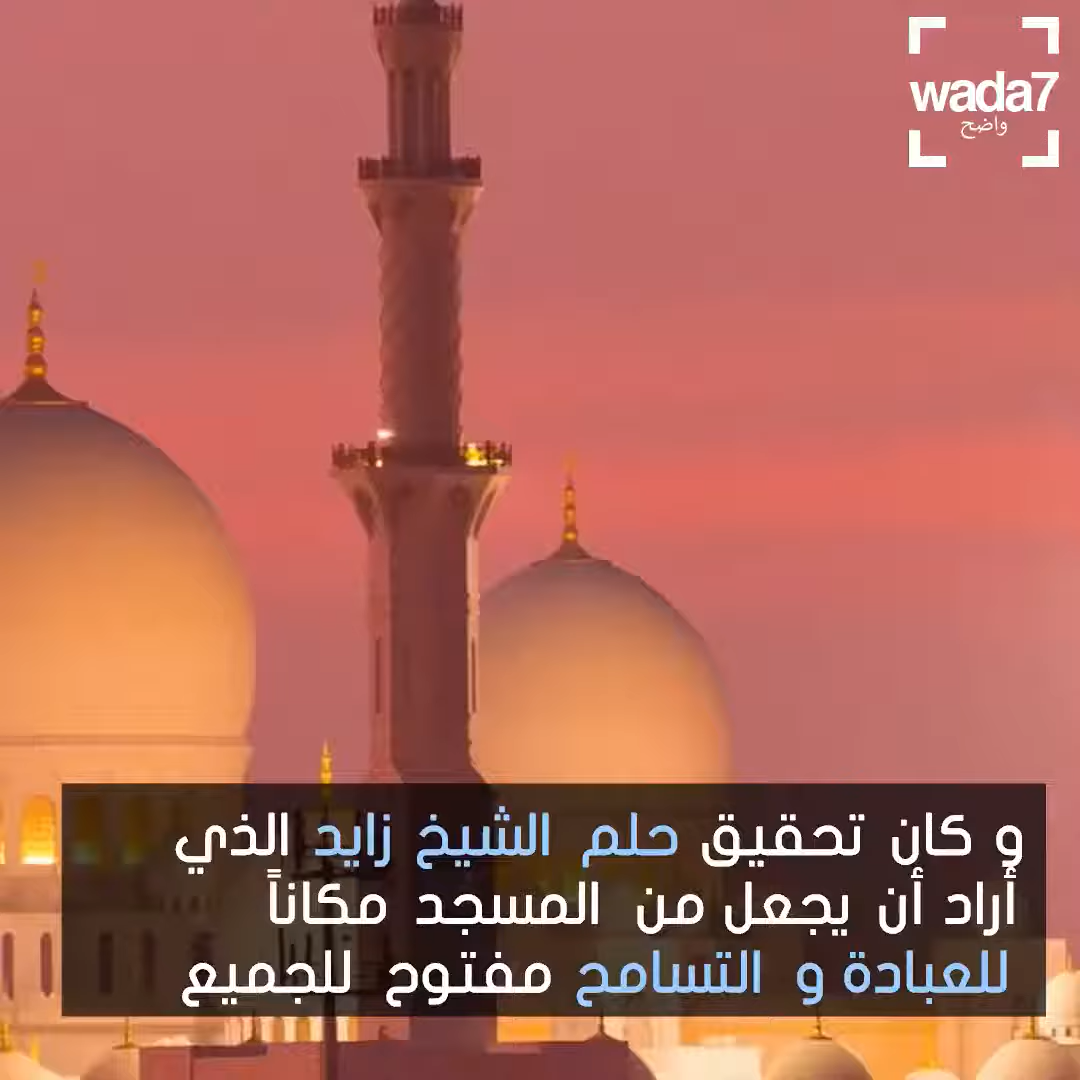 wada7
واضح
و كان تحقيق حلم الشيخ زايد الذي
أراد أن يجعل من المسجد مكاناً
للعبادة و التسامح مفتوح للجميع